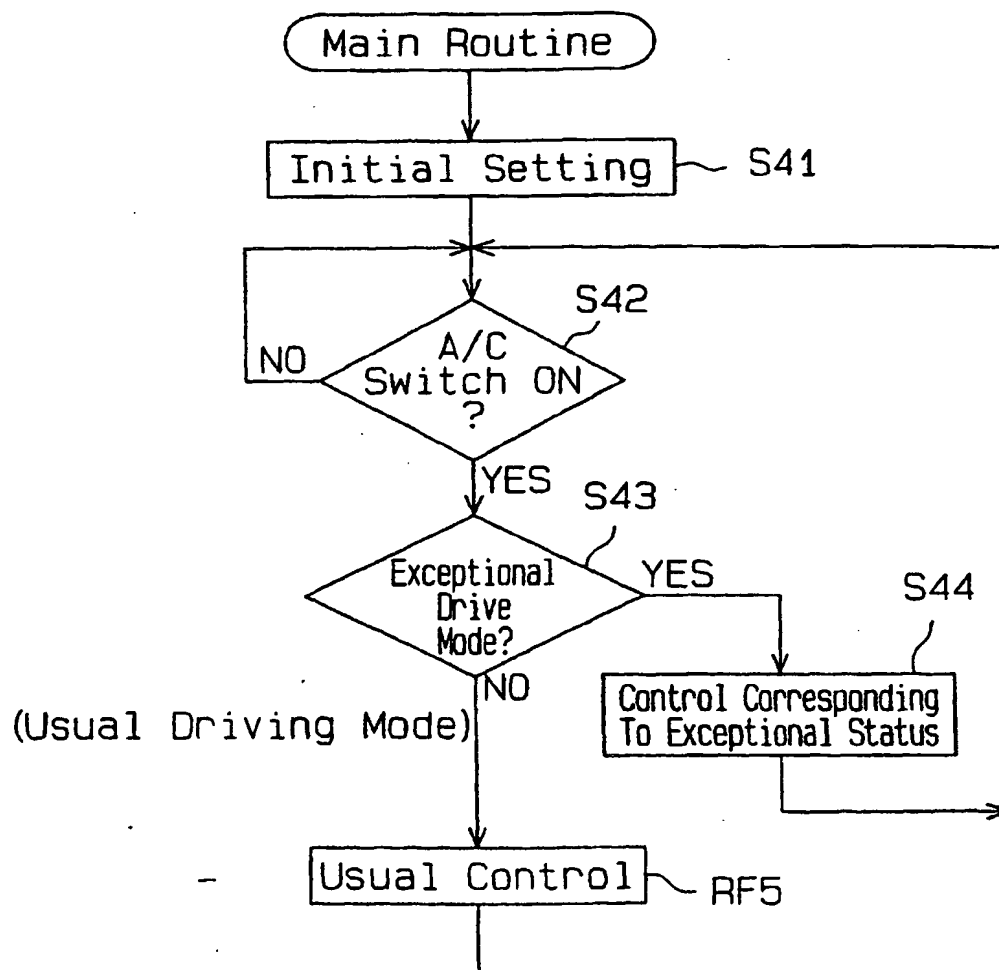 Main Routine
Initial Setting
S41
S42
A/C
Switch ON
?
NO
YES
S43
Exceptional
Drive
Mode?
YES
S44
NO
Control Corresponding
To Exceptional Status
(Usual Driving Mode)
Usual Control
RF5